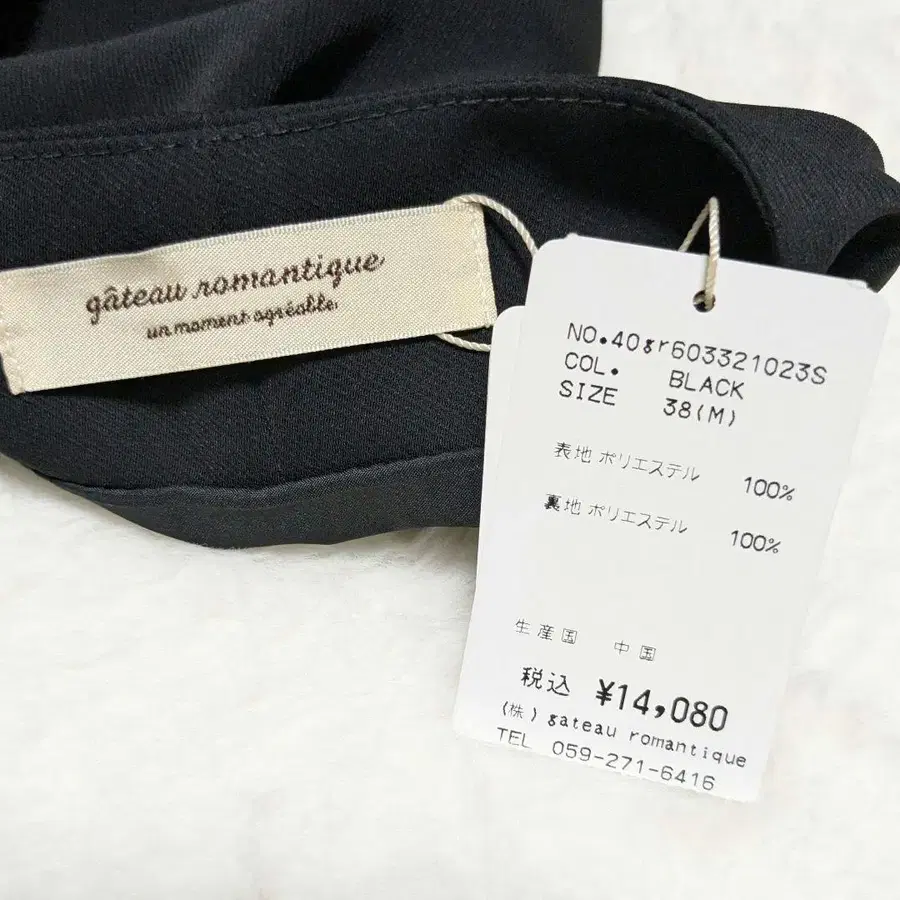 gâteau romantique
un moment agréable
NO.40gr603321023S
COL. BLACK
SIZE 38(M)
表地 ポリエステル 100%
裏地 ポリエステル 100%
生産国 中国
税込 ¥14,080
(株) gateau romantique
TEL 059-271-6416